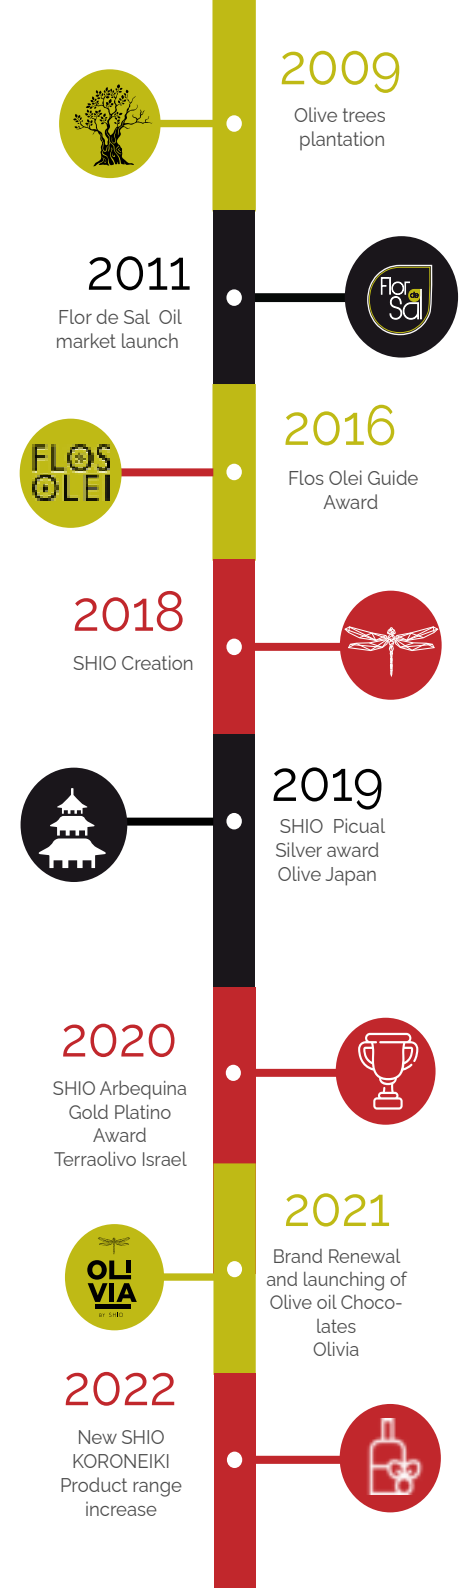 2009
Olive trees
plantation
2011
Flor de Sal Oil
market launch
Flor
de
Sal
2016
Flos Olei Guide
Award
FLOS
OLEI
2018
SHIO Creation
2019
SHIO Picual
Silver award
Olive Japan
2020
SHIO Arbequina
Gold Platino
Award
Terraolivo Israel
2021
Brand Renewal
and launching of
Olive oil Choco-
lates
Olivia
OLI
VIA
BY SHIO
2022
New SHIO
KORONEIKI
Product range
increase